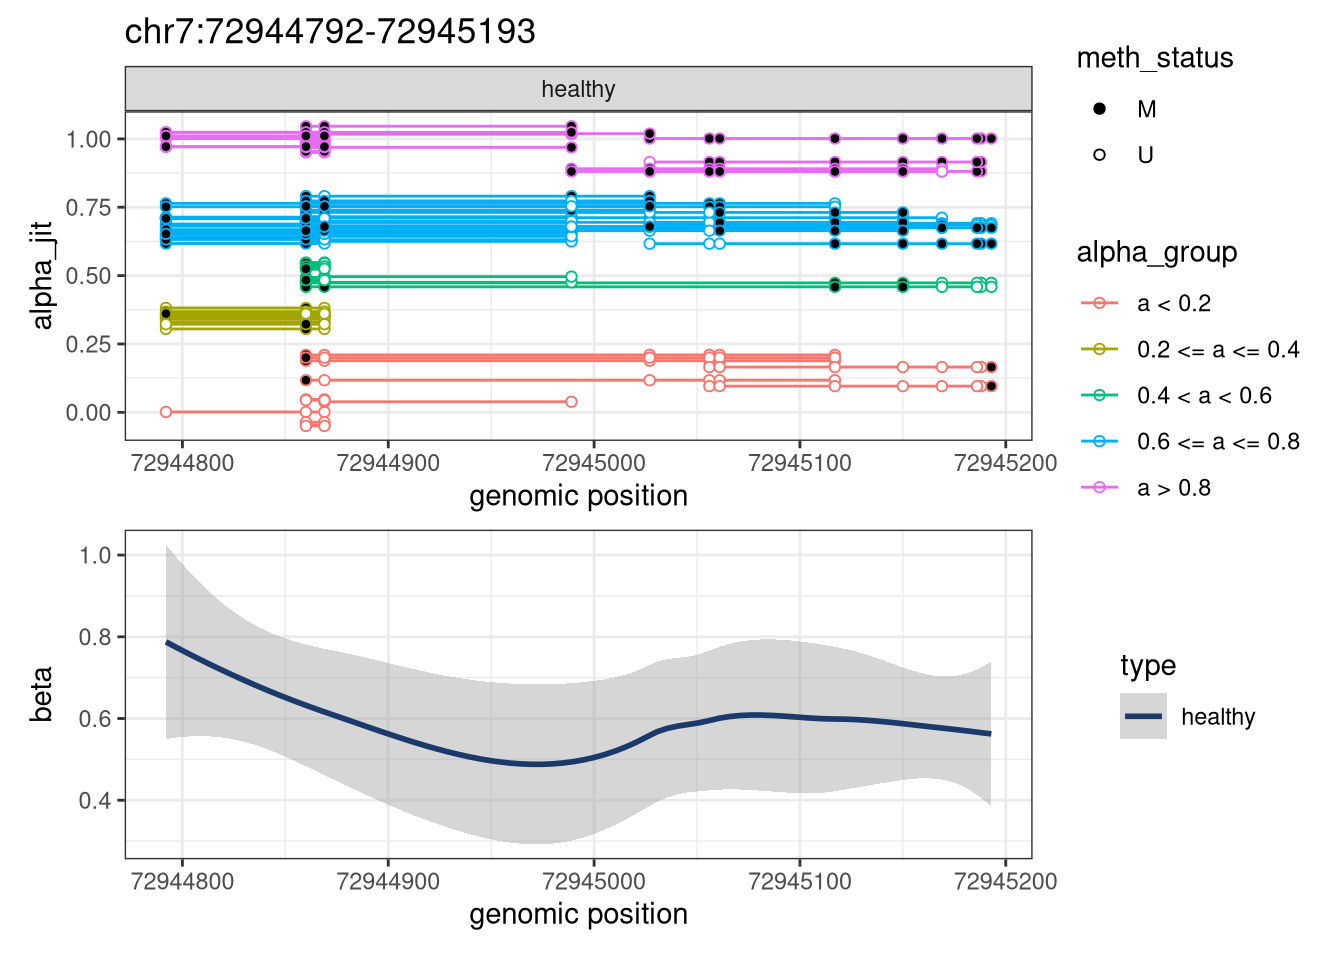 chr7:72944792-72945193
healthy
alpha_jit
1.00
0.75
0.50
0.25
0.00
72944800 72944900 72945000 72945100 72945200
genomic position
meth_status
M
U
alpha_group
a < 0.2
0.2 <= a <= 0.4
0.4 < a < 0.6
0.6 <= a <= 0.8
a > 0.8
beta
1.0
0.8
0.6
0.4
72944800 72944900 72945000 72945100 72945200
genomic position
type
healthy